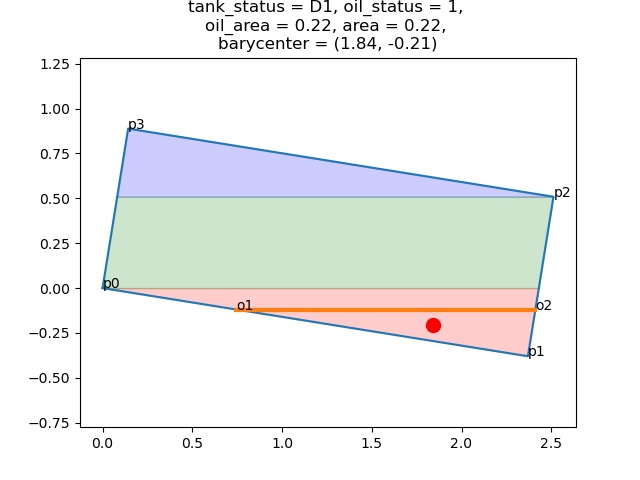 tank_status = D1, oil_status = 1,
oil_area = 0.22, area = 0.22,
barycenter = (1.84, -0.21)
1.25
1.00
0.75
0.50
0.25
0.00
−0.25
−0.50
−0.75
p3
p2
p0
o1
o2
p1
0.0
0.5
1.0
1.5
2.0
2.5